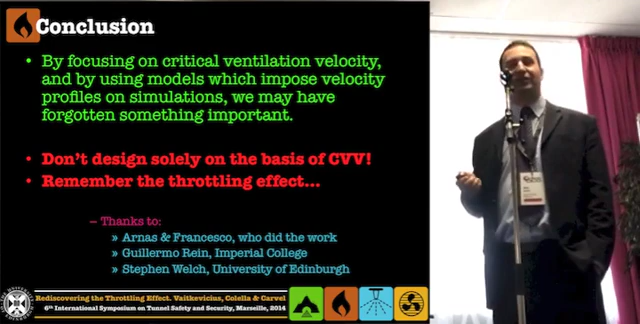 Conclusion
• By focusing on critical ventilation velocity,
and by using models which impose velocity
profiles on simulations, we may have
forgotten something important.
• Don't design solely on the basis of CVV!
• Remember the throttling effect...
– Thanks to:
» Arnas & Francesco, who did the work
» Guillermo Rein, Imperial College
» Stephen Welch, University of Edinburgh
Rediscovering the Throttling Effect. Vaitkevicius, Colella & Carvel
6th International Symposium on Tunnel Safety and Security, Marseille, 2014